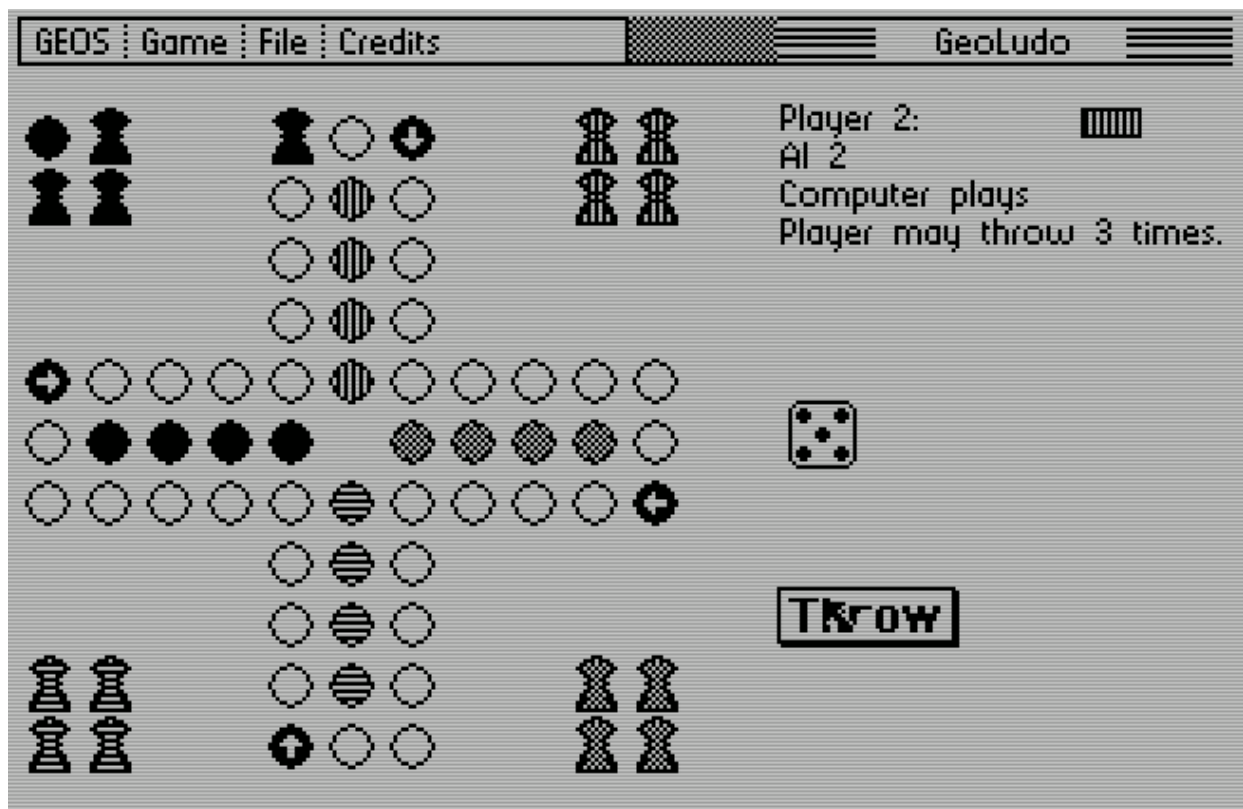 GEOS Game File Credits
GeoLudo
Player 2:
AI 2
Computer plays
Player may throw 3 times.
Throw